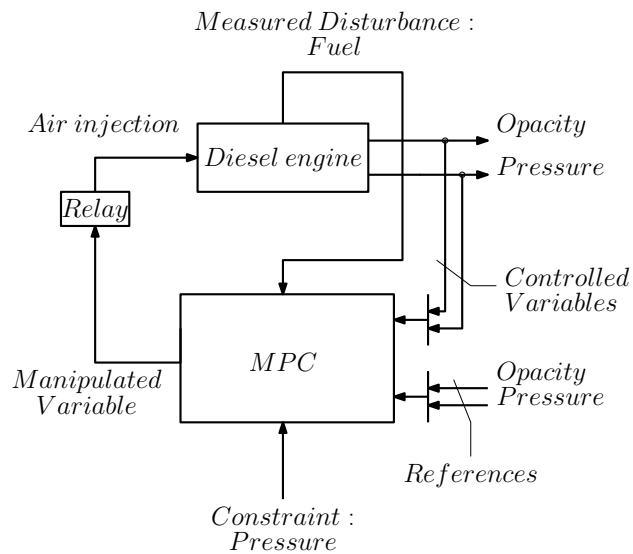 Measured Disturbance :
Fuel
Air injection
Diesel engine
Opacity
Pressure
Relay
Controlled
Variables
MPC
Manipulated
Variable
Opacity
Pressure
References
Constraint :
Pressure